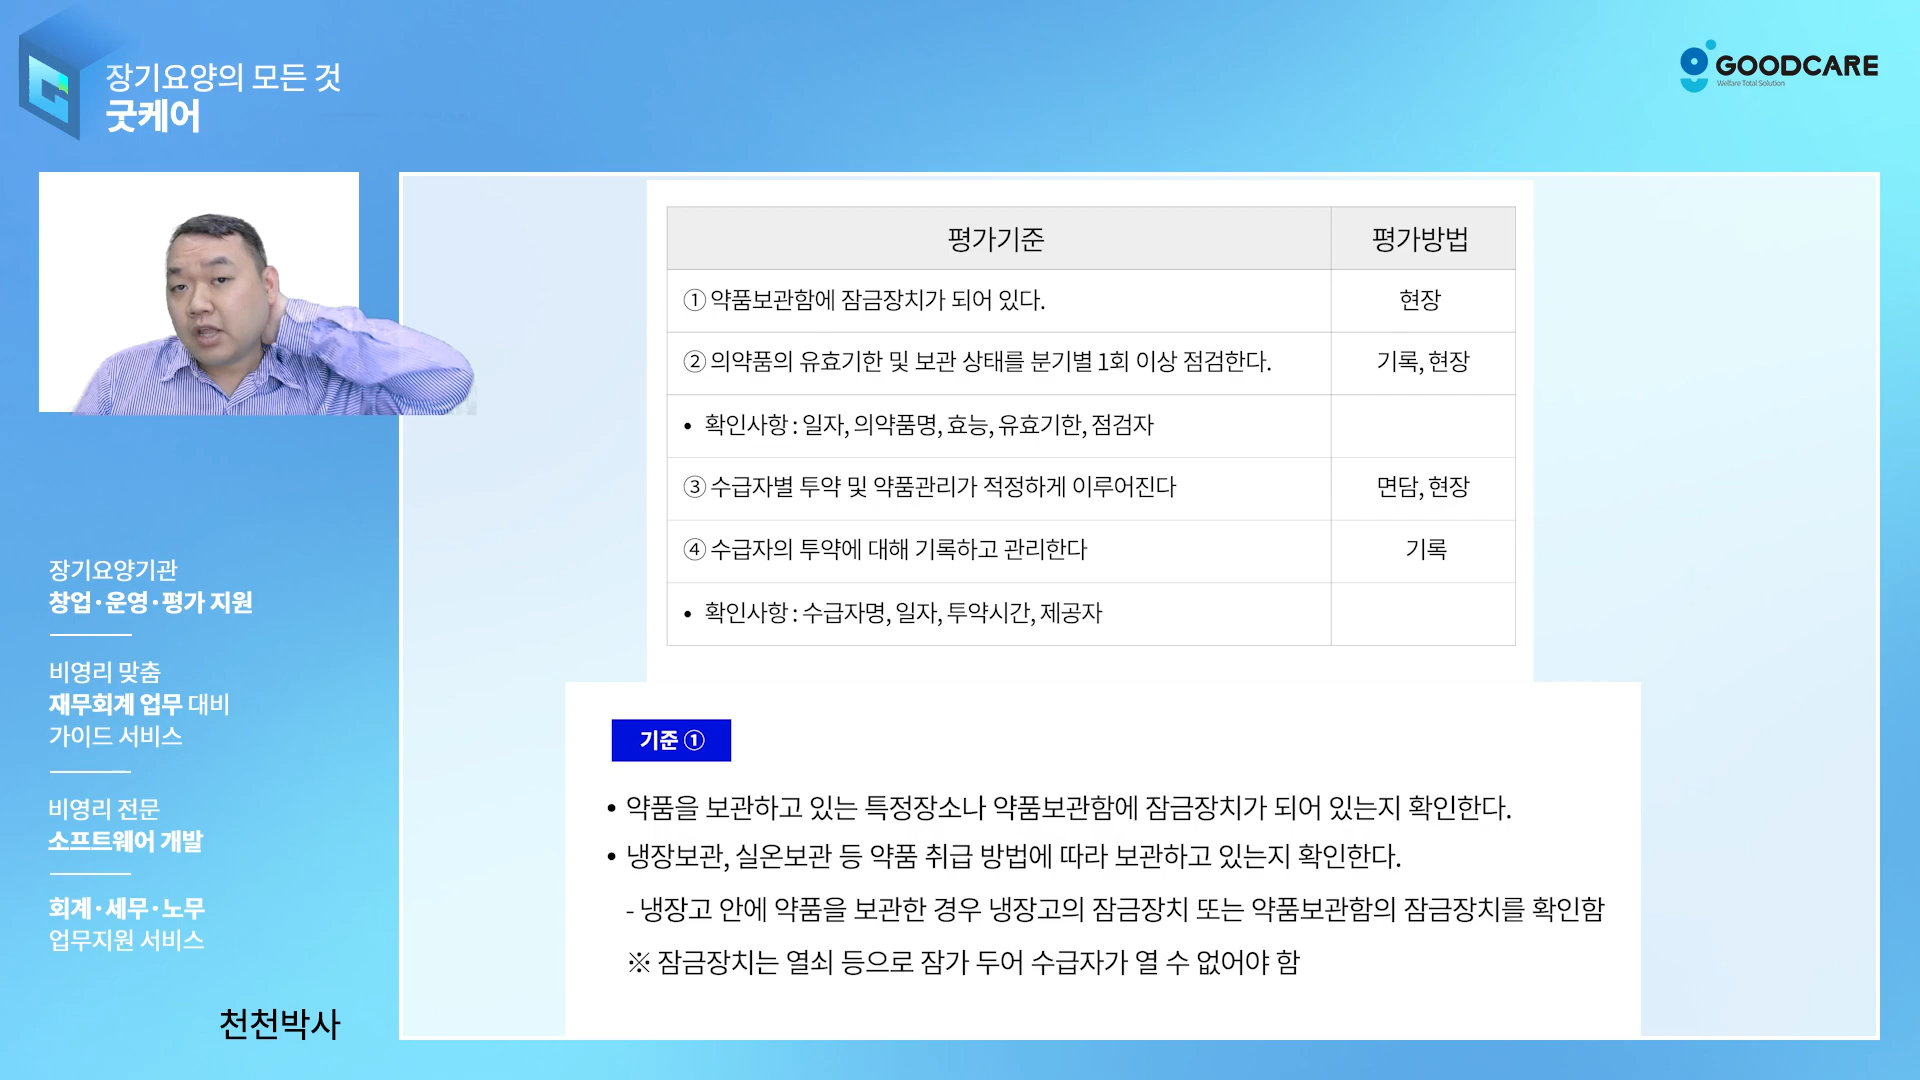 장기요양의 모든 것
굿케어
GOODCARE
Welfare Total Solution
평가기준 평가방법
① 약품보관함에 잠금장치가 되어 있다. 현장
② 의약품의 유효기한 및 보관 상태를 분기별 1회 이상 점검한다. 기록, 현장
• 확인사항 : 일자, 의약품명, 효능, 유효기한, 점검자
③ 수급자별 투약 및 약품관리가 적정하게 이루어진다 면담, 현장
④ 수급자의 투약에 대해 기록하고 관리한다 기록
• 확인사항 : 수급자명, 일자, 투약시간, 제공자
기준 ①
• 약품을 보관하고 있는 특정장소나 약품보관함에 잠금장치가 되어 있는지 확인한다.
• 냉장보관, 실온보관 등 약품 취급 방법에 따라 보관하고 있는지 확인한다.
- 냉장고 안에 약품을 보관한 경우 냉장고의 잠금장치 또는 약품보관함의 잠금장치를 확인함
※ 잠금장치는 열쇠 등으로 잠가 두어 수급자가 열 수 없어야 함
장기요양기관
창업·운영·평가 지원
비영리 맞춤
재무회계 업무 대비
가이드 서비스
비영리 전문
소프트웨어 개발
회계·세무·노무
업무지원 서비스
천천박사